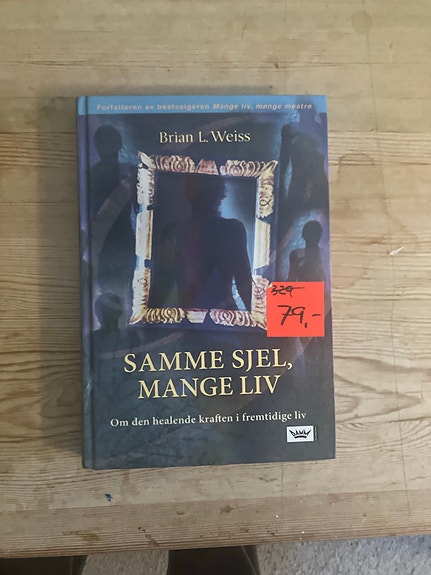 Forfatteren av bestselgeren Mange liv, mange mestre
Brian L. Weiss
329
79,-
SAMME SJEL,
MANGE LIV
Om den healende kraften i fremtidige liv